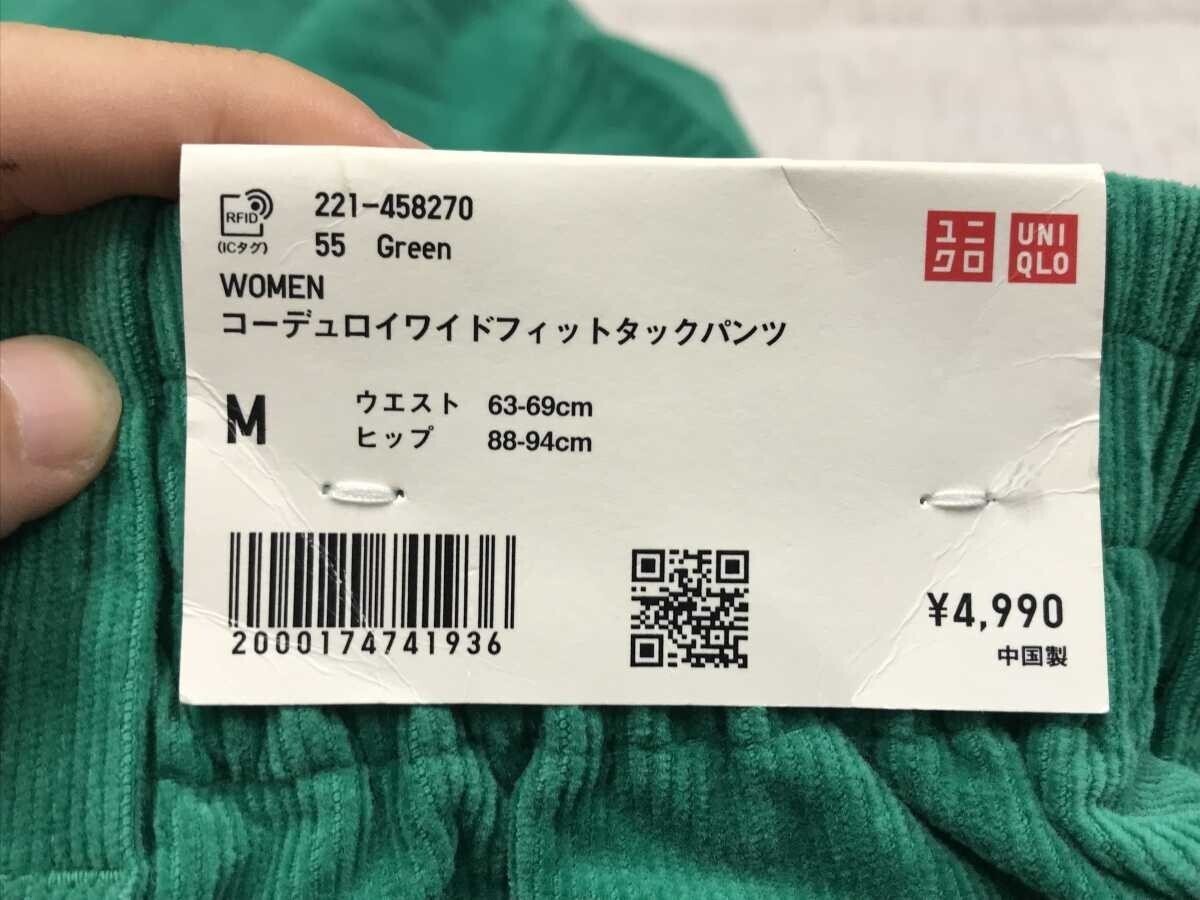 RFID
(ICタグ)
221-458270
55 Green
WOMEN
コーデュロイワイドフィットタックパンツ
ユニ
クロ
UNI
QLO
M
ウエスト 63-69cm
ヒップ 88-94cm
2000174741936
¥4,990
中国製